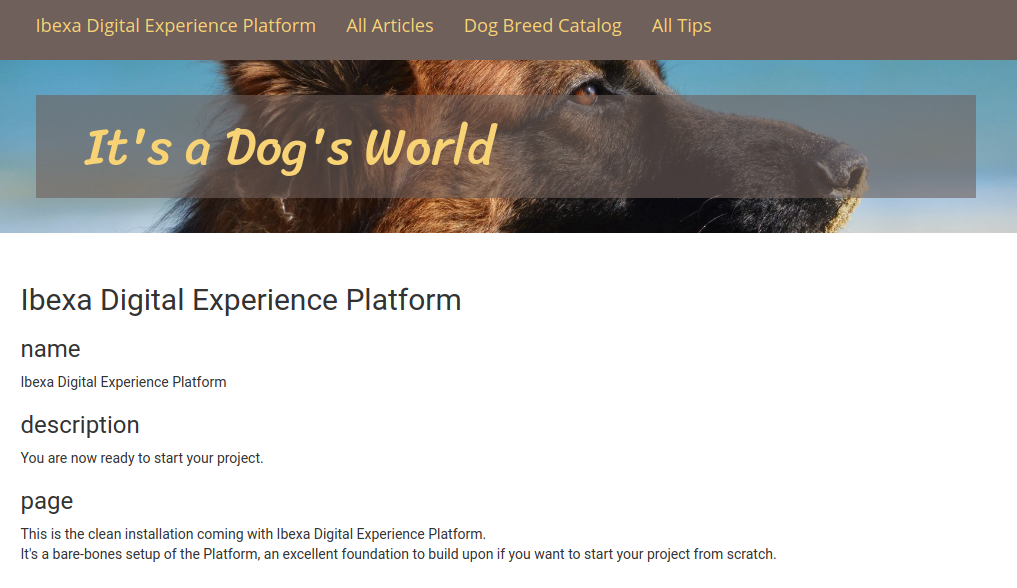 Ibexa Digital Experience Platform All Articles Dog Breed Catalog All Tips
It's a Dog's World
Ibexa Digital Experience Platform
name
Ibexa Digital Experience Platform
description
You are now ready to start your project.
page
This is the clean installation coming with Ibexa Digital Experience Platform.
It's a bare-bones setup of the Platform, an excellent foundation to build upon if you want to start your project from scratch.